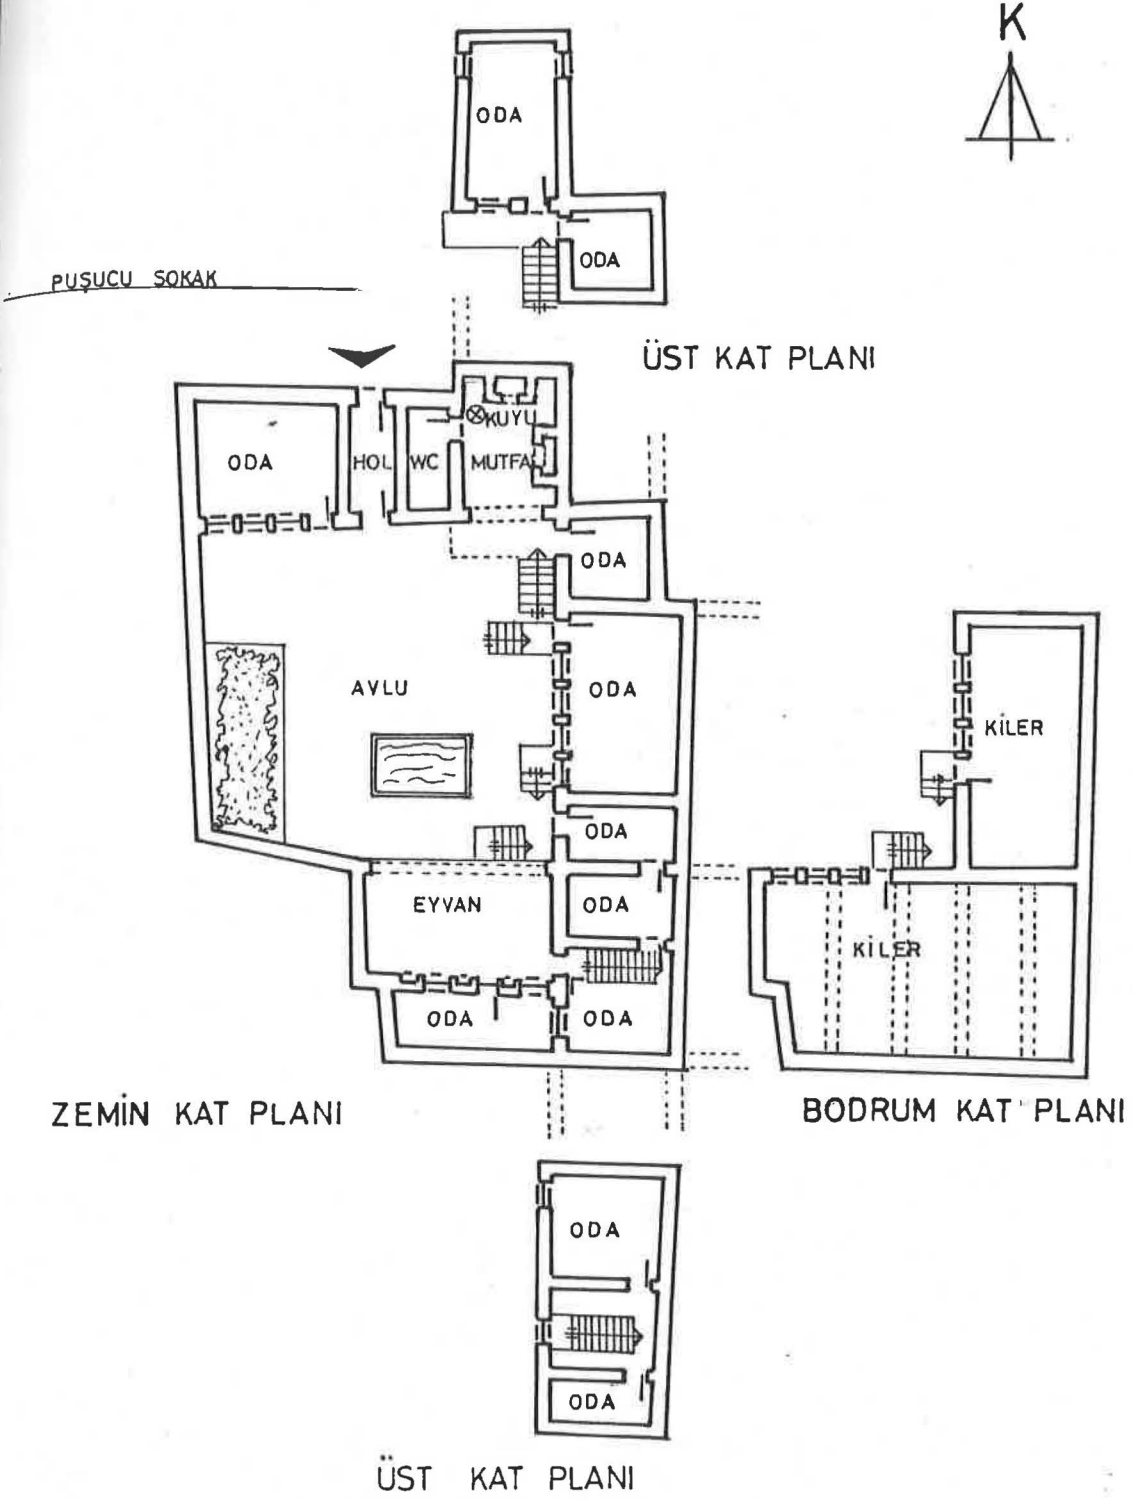 K
ODA
ODA
PUŞUCU SOKAK
ÜST KAT PLANI
KUYU
ODA
HOL
WC
MUTFA
ODA
AVLU
ODA
KİLER
ODA
EYVAN
ODA
KİLER
ODA
ODA
ZEMİN KAT PLANI
BODRUM KAT PLANI
ODA
ODA
ÜST KAT PLANI